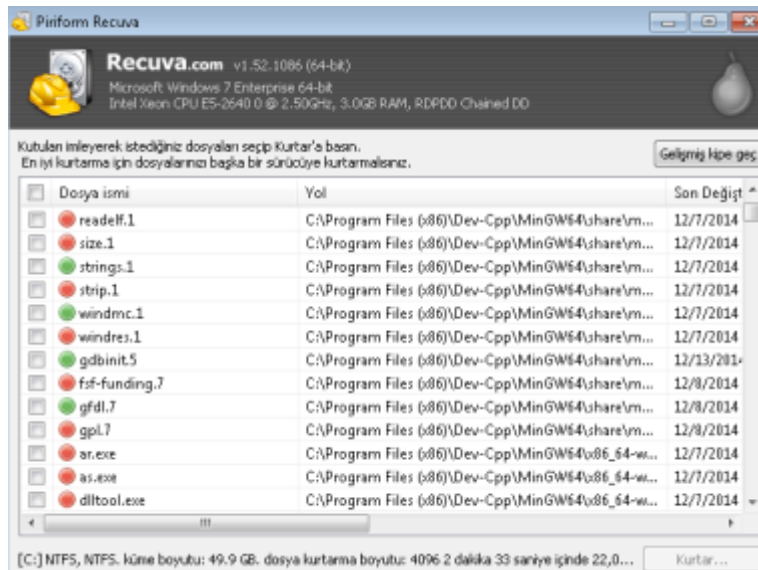 Piriform Recuva
Recuva.com v1.52.1086 (64-bit)
Microsoft Windows 7 Enterprise 64-bit
Intel Xeon CPU E5-2640 0 @ 2.50GHz, 3.0GB RAM, RDPDD Chained DD
Kutuları imleyerek istediğiniz dosyaları seçip Kurtar'a basın.
En iyi kurtarma için dosyalarınızı başka bir sürücüye kurtarmalısınız.
Gelişmiş kipe geç
Dosya ismi Yol Son Değişt
readelf.1 C:\Program Files (x86)\Dev-Cpp\MinGW64\share\m... 12/7/2014
size.1 C:\Program Files (x86)\Dev-Cpp\MinGW64\share\m... 12/7/2014
strings.1 C:\Program Files (x86)\Dev-Cpp\MinGW64\share\m... 12/7/2014
strip.1 C:\Program Files (x86)\Dev-Cpp\MinGW64\share\m... 12/7/2014
windmc.1 C:\Program Files (x86)\Dev-Cpp\MinGW64\share\m... 12/7/2014
windres.1 C:\Program Files (x86)\Dev-Cpp\MinGW64\share\m... 12/7/2014
gdbinit.5 C:\Program Files (x86)\Dev-Cpp\MinGW64\share\m... 12/13/201
fsf-funding.7 C:\Program Files (x86)\Dev-Cpp\MinGW64\share\m... 12/8/2014
gfdl.7 C:\Program Files (x86)\Dev-Cpp\MinGW64\share\m... 12/8/2014
gpl.7 C:\Program Files (x86)\Dev-Cpp\MinGW64\share\m... 12/8/2014
ar.exe C:\Program Files (x86)\Dev-Cpp\MinGW64\x86_64-w... 12/7/2014
as.exe C:\Program Files (x86)\Dev-Cpp\MinGW64\x86_64-w... 12/7/2014
dlltool.exe C:\Program Files (x86)\Dev-Cpp\MinGW64\x86_64-w... 12/7/2014
[C:] NTFS, NTFS. küme boyutu: 49.9 GB. dosya kurtarma boyutu: 4096 2 dakika 33 saniye içinde 22,0...
Kurtar...